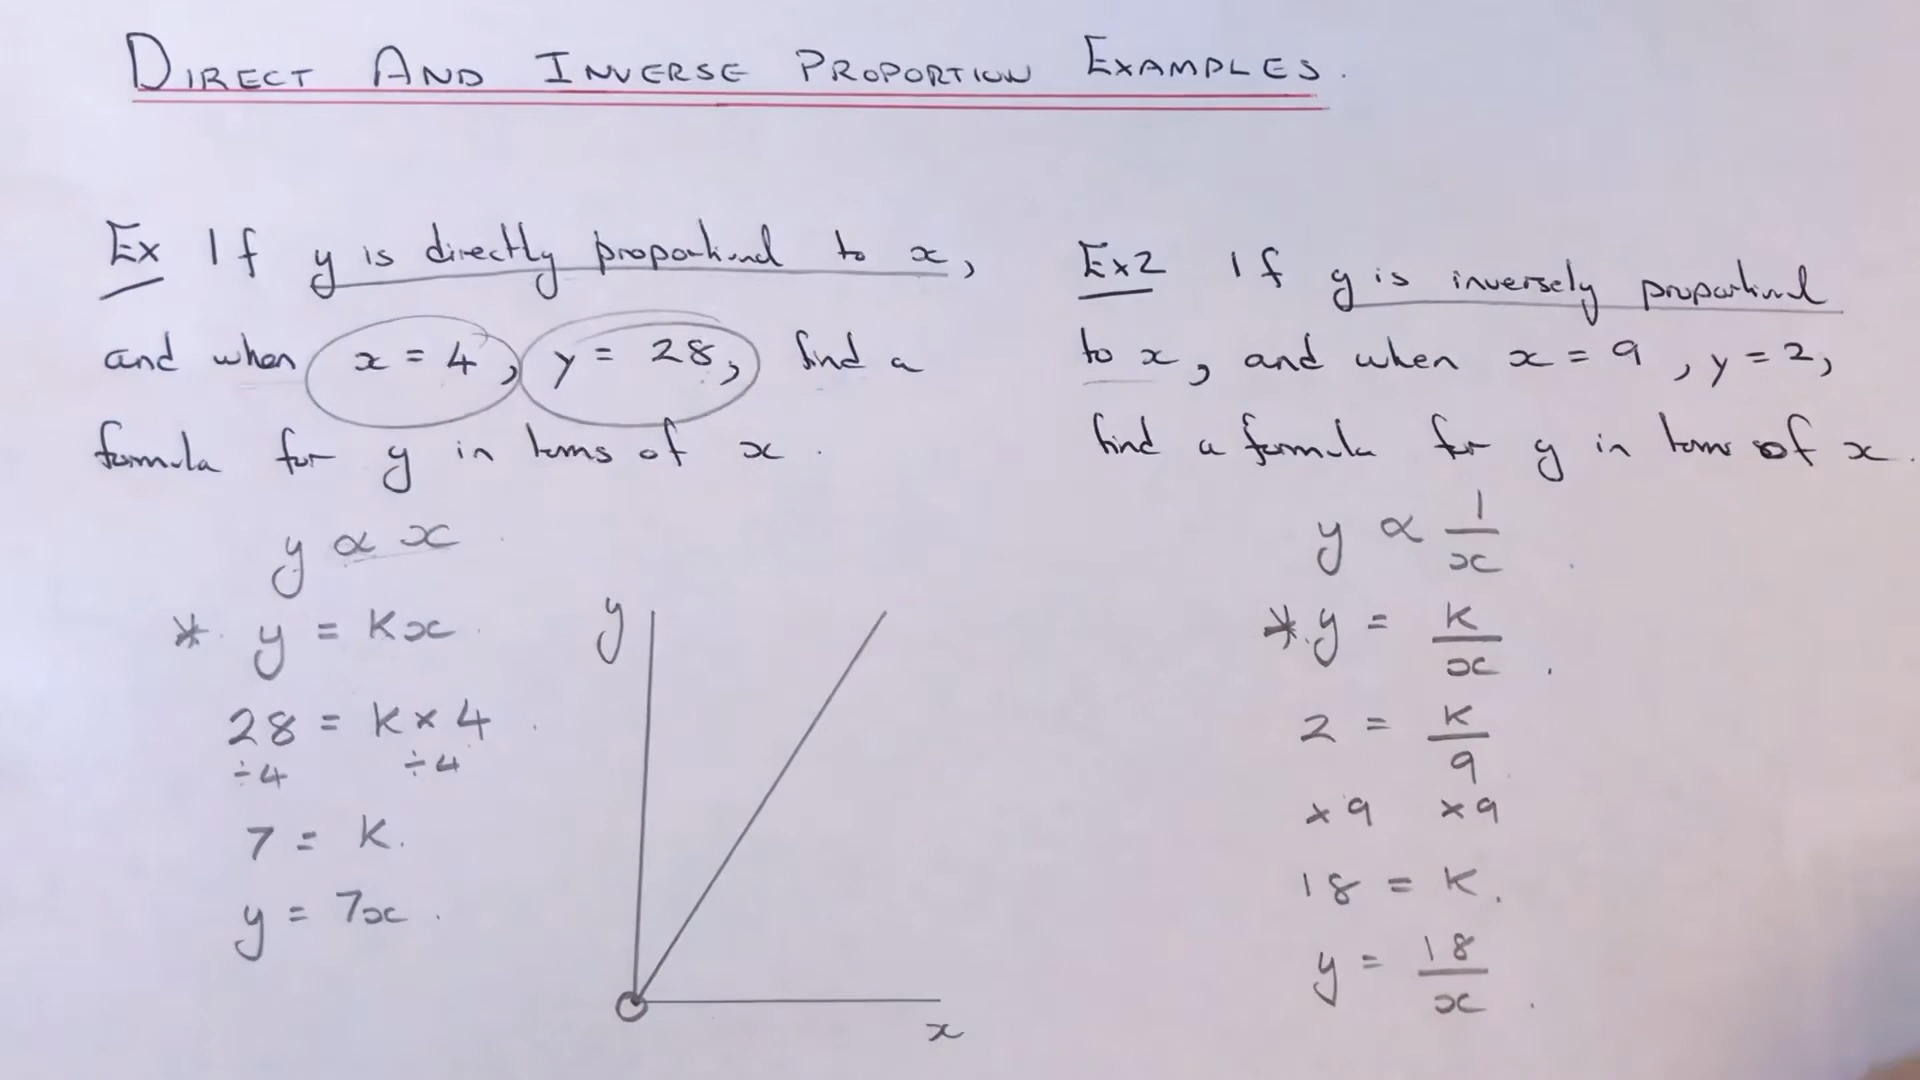 DIRECT AND INVERSE PROPORTION EXAMPLES.
Ex If y is directly proportional to x,
and when x = 4, y = 28, find a
formula for y in terms of x.
y ∝ x
* y = Kx
28 = K × 4
÷4 ÷4
7 = K.
y = 7x.
y
x
Ex2 If y is inversely proportional
to x, and when x = 9, y = 2,
find a formula for y in terms of x.
y ∝ 1/x
* y = K/x
2 = K/9
×9 ×9
18 = K.
y = 18/x.